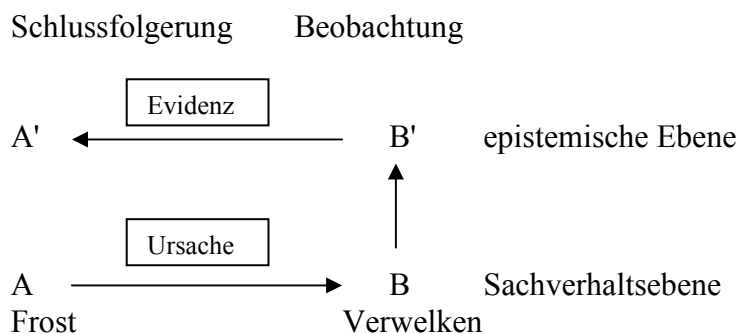 Schlussfolgerung Beobachtung
Evidenz
A' B' epistemische Ebene
Ursache
A B Sachverhaltsebene
Frost Verwelken